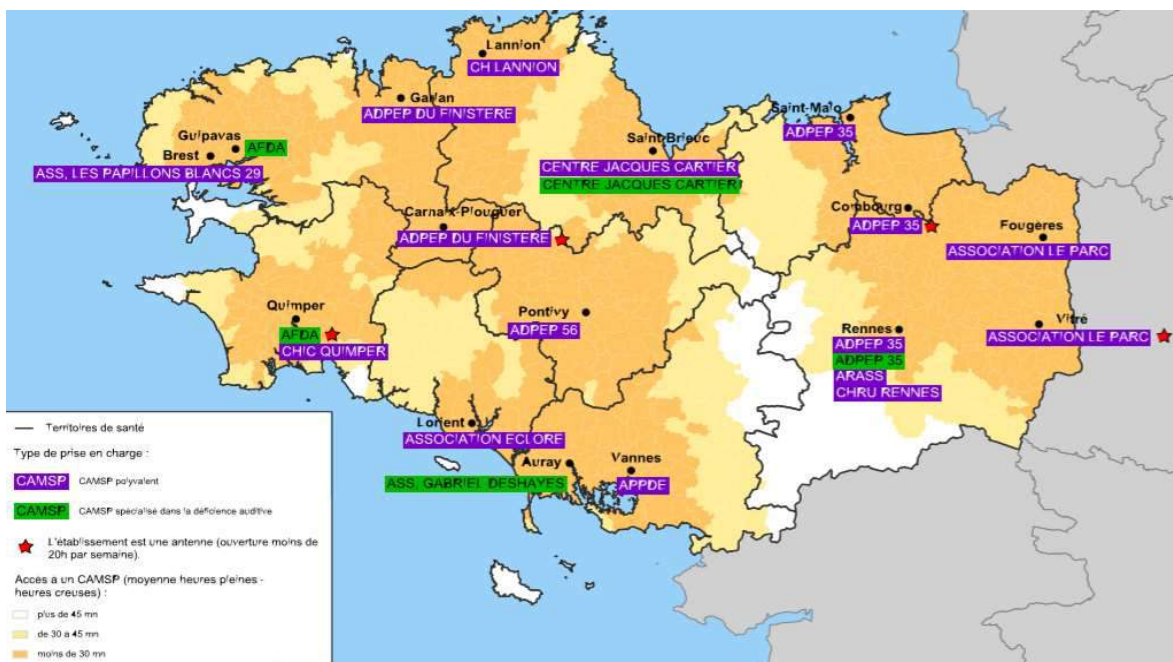 Lannion
CH LANNION
Garlan
ADPEP DU FINISTERE
Saint-Malo
ADPEP 35
Guipavas
AFDA
Brest
ASS, LES PAPILLONS BLANCS 29
Saint-Brieuc
CENTRE JACQUES CARTIER
CENTRE JACQUES CARTIER
Carhaix-Plouguer
ADPEP DU FINISTERE
Combourg
ADPEP 35
Fougères
ASSOCIATION LE PARC
Quimper
AFDA
CHIC QUIMPER
Pontivy
ADPEP 56
Rennes
ADPEP 35
ADPEP 35
ARASS
CHRU RENNES
Vitré
ASSOCIATION LE PARC
Lorient
ASSOCIATION ECLORE
Auray
ASS, GABRIEL DESHAYES
Vannes
APPDE
Territoires de santé
Type de prise en charge :
CAMSP CAMSP polyvalent
CAMSP CAMSP spécialisé dans la déficience auditive
L'établissement est une antenne (ouverture moins de
20h par semaine).
Accès a un CAMSP (moyenne heures pleines -
heures creuses) :
plus de 45 mn
de 30 a 45 mn
moins de 30 mn